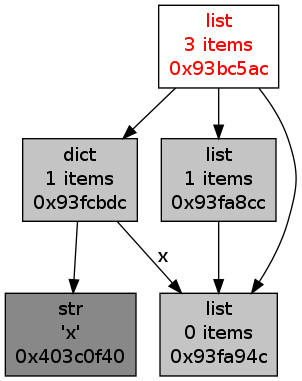 list
3 items
0x93bc5ac
dict
1 items
0x93fcbdc
list
1 items
0x93fa8cc
x
str
'x'
0x403c0f40
list
0 items
0x93fa94c